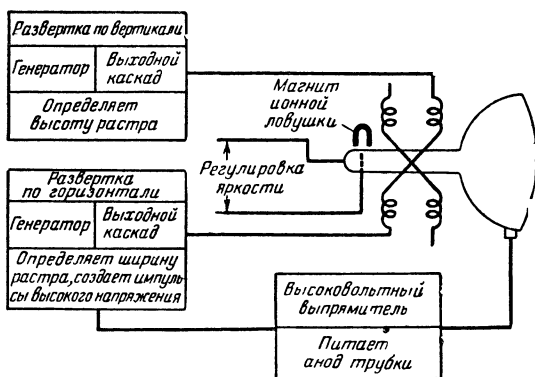 Развертка по вертикали
Генератор
Выходной
каскад
Определяет
высоту растра
Магнит
ионной
ловушки
Регулировка
яркости
Развертка
по горизонтали
Генератор
Выходной
каскад
Определяет ширину
растра, создает импуль-
сы высокого напряжения
Высоковольтный
выпрямитель
Питает
анод трубки